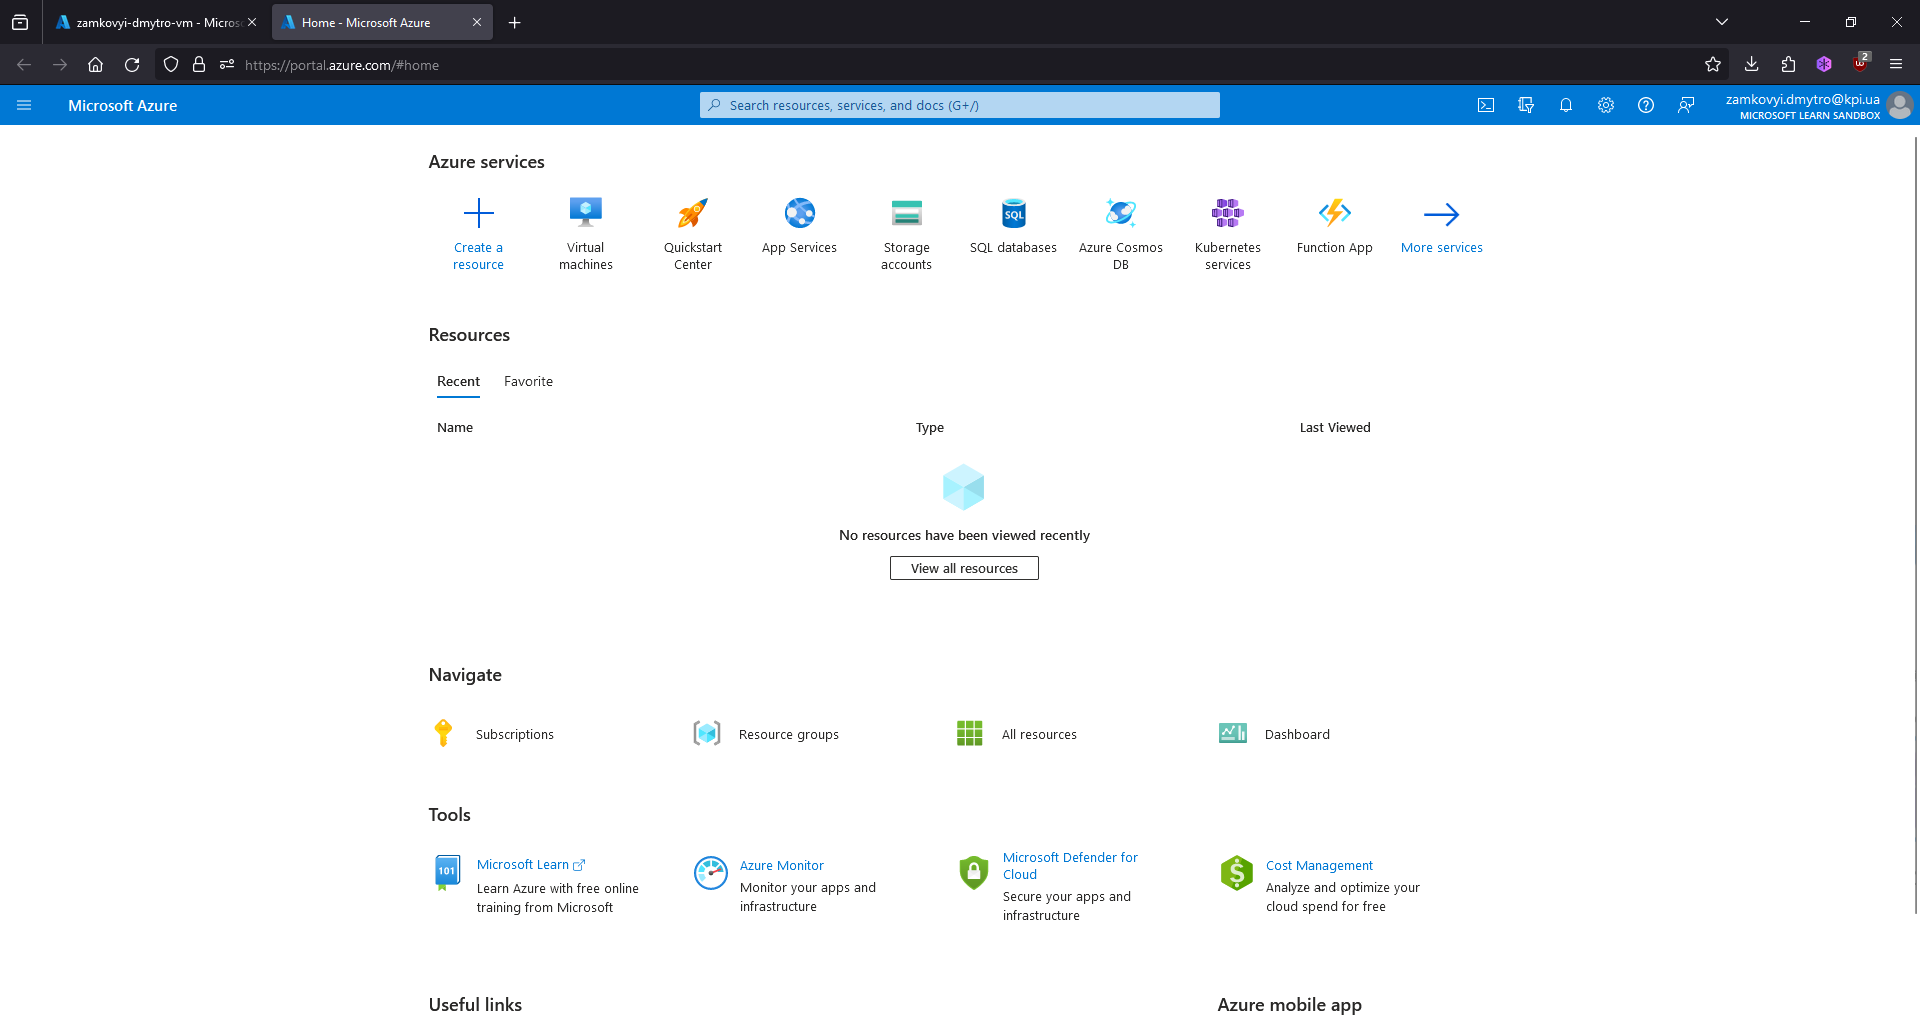 zamkovyi-dmytro-vm - Micros
Home - Microsoft Azure
https://portal.azure.com/#home
2
Microsoft Azure
Search resources, services, and docs (G+/)
zamkovyi.dmytro@kpi.ua
MICROSOFT LEARN SANDBOX
Azure services
Create a resource
Virtual machines
Quickstart Center
App Services
Storage accounts
SQL
SQL databases
Azure Cosmos DB
Kubernetes services
Function App
More services
Resources
Recent
Favorite
Name
Type
Last Viewed
No resources have been viewed recently
View all resources
Navigate
Subscriptions
Resource groups
All resources
Dashboard
Tools
101
Microsoft Learn
Learn Azure with free online
training from Microsoft
Azure Monitor
Monitor your apps and
infrastructure
Microsoft Defender for
Cloud
Secure your apps and
infrastructure
$
Cost Management
Analyze and optimize your
cloud spend for free
Useful links
Azure mobile app